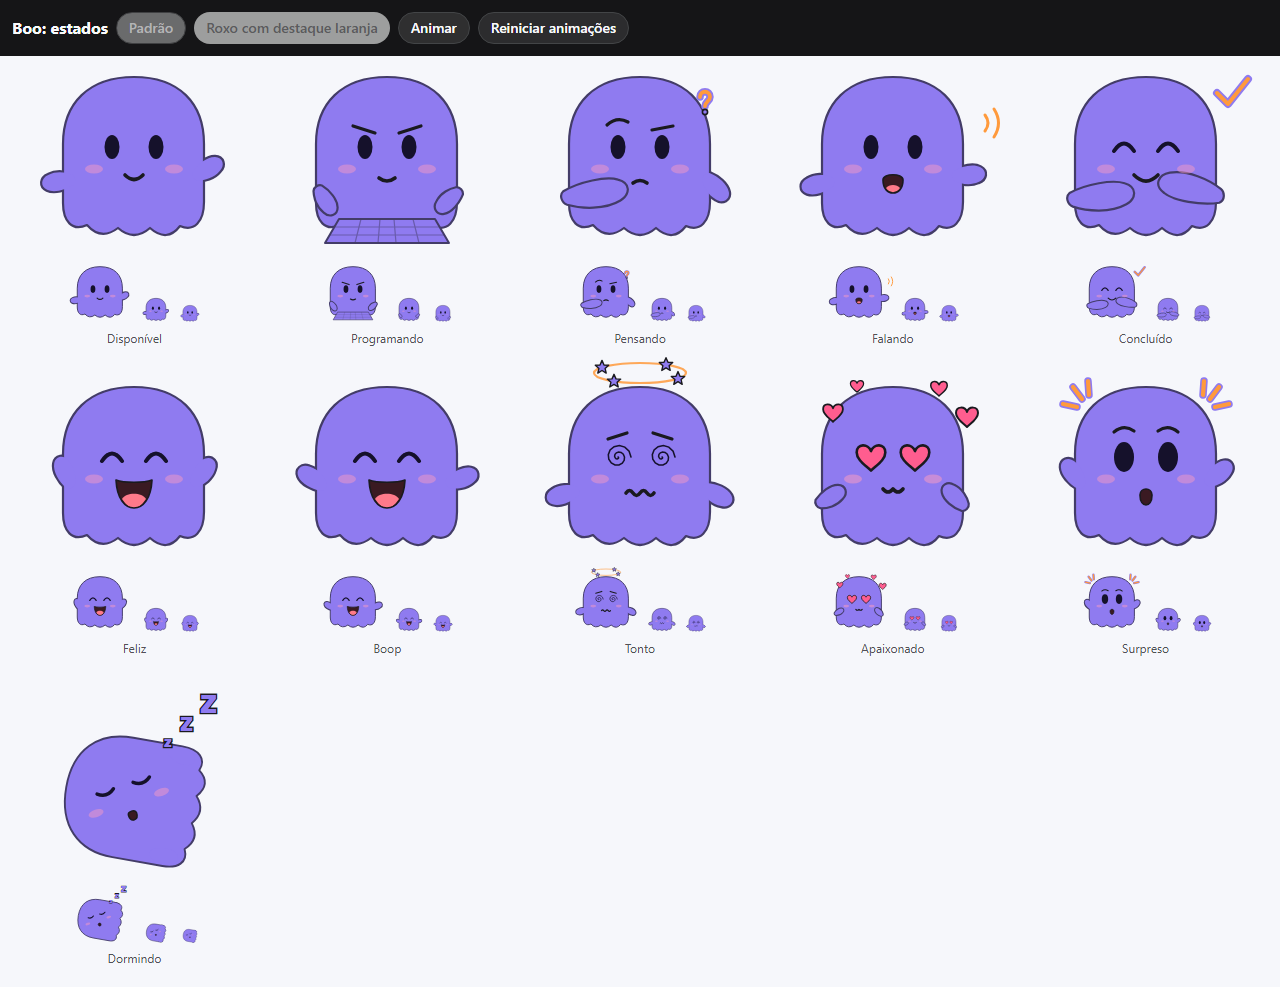 Boo: estados
Padrão
Roxo com destaque laranja
Animar
Reiniciar animações
?
Disponível
Programando
Pensando
Falando
Concluído
Feliz
Boop
Tonto
Apaixonado
Surpreso
z z Z
Dormindo